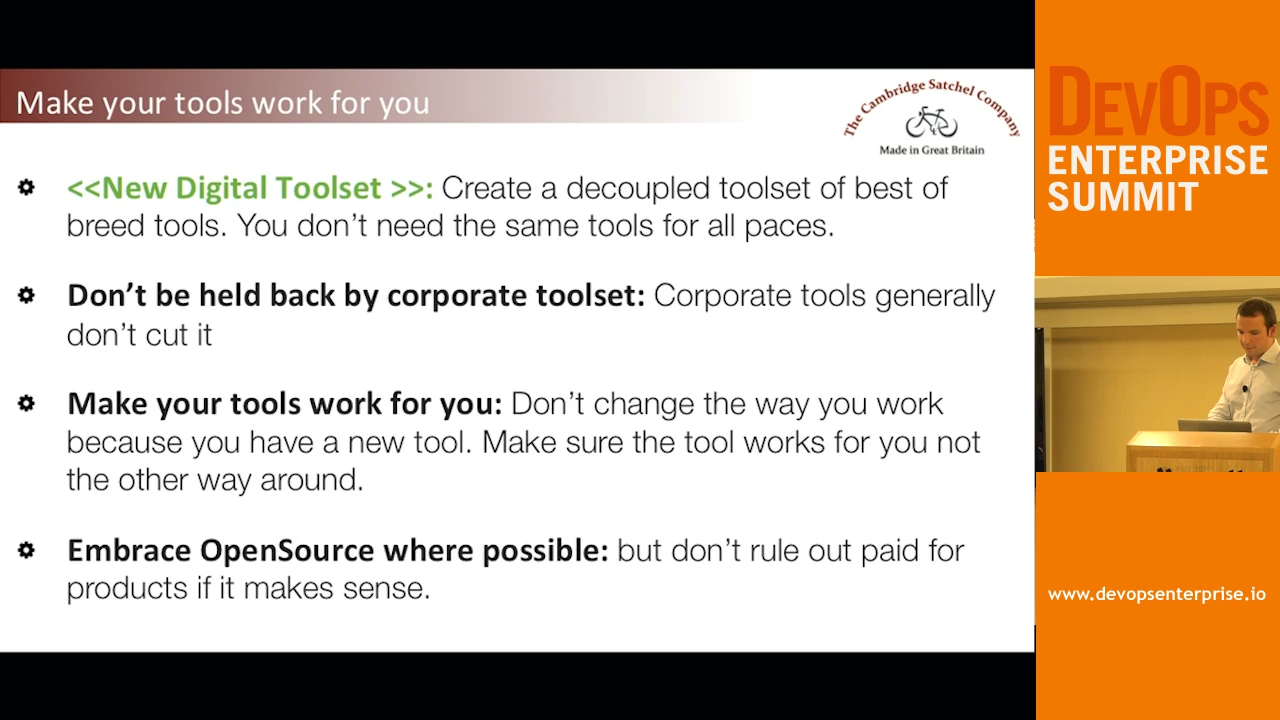 Make your tools work for you
The Cambridge Satchel Company
Made in Great Britain
<<New Digital Toolset >>: Create a decoupled toolset of best of
breed tools. You don’t need the same tools for all paces.
Don’t be held back by corporate toolset: Corporate tools generally
don’t cut it
Make your tools work for you: Don’t change the way you work
because you have a new tool. Make sure the tool works for you not
the other way around.
Embrace OpenSource where possible: but don’t rule out paid for
products if it makes sense.
DEVOPS
ENTERPRISE
SUMMIT
www.devopsenterprise.io